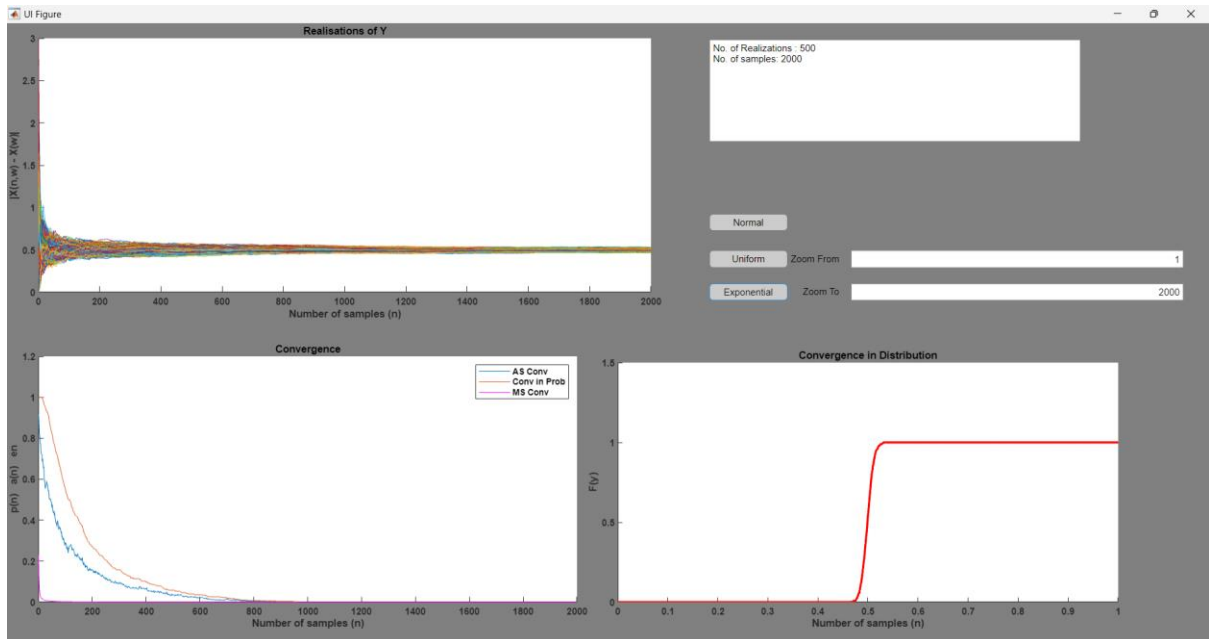 UI Figure
Realisations of Y
3
2.5
2
1.5
1
0.5
0
|X(n,w) - X(w)|
0 200 400 600 800 1000 1200 1400 1600 1800 2000
Number of samples (n)
No. of Realizations : 500
No. of samples: 2000
Normal
Uniform Zoom From 1
Exponential Zoom To 2000
Convergence
1.2
1
0.8
0.6
0.4
0.2
0
p(n) a(n) en
AS Conv
Conv in Prob
MS Conv
0 200 400 600 800 1000 1200 1400 1600 1800 2000
Number of samples (n)
Convergence in Distribution
1.5
1
0.5
0
F(y)
0 0.1 0.2 0.3 0.4 0.5 0.6 0.7 0.8 0.9 1
Number of samples (n)